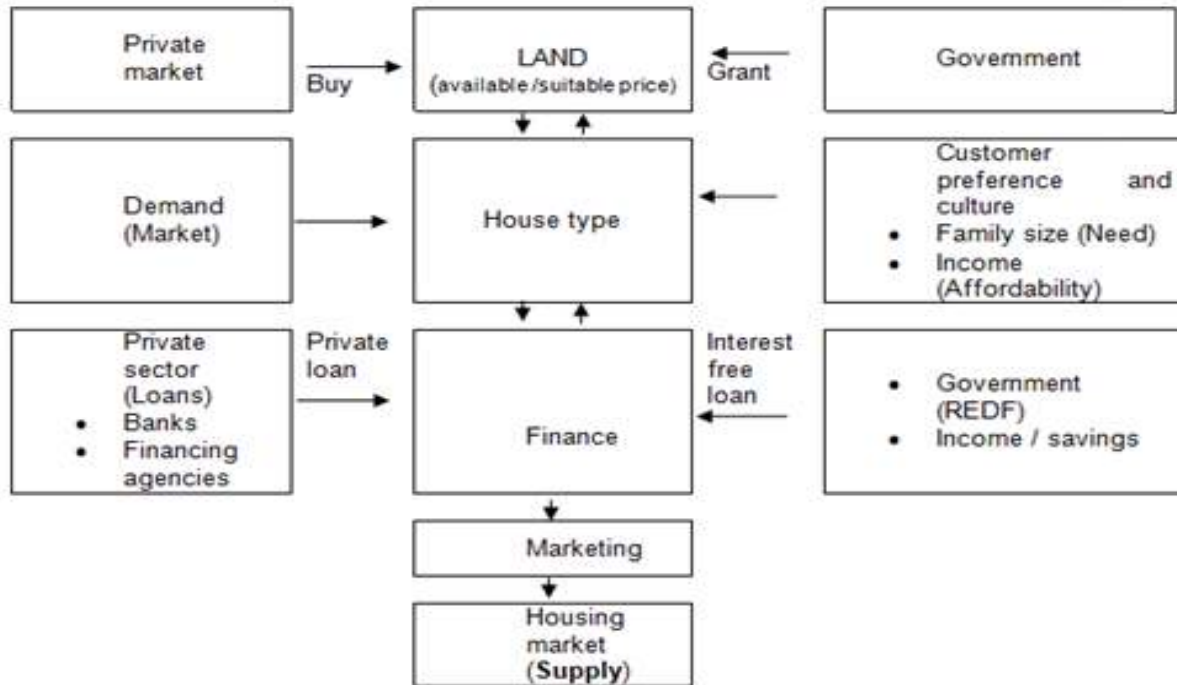 Private
market
Buy
LAND
(available /suitable price)
Grant
Government
Demand
(Market)
House type
Customer
preference and
culture
• Family size (Need)
• Income
(Affordability)
Private
sector
(Loans)
• Banks
• Financing
agencies
Private
loan
Finance
Interest
free
loan
• Government
(REDF)
• Income / savings
Marketing
Housing
market
(Supply)